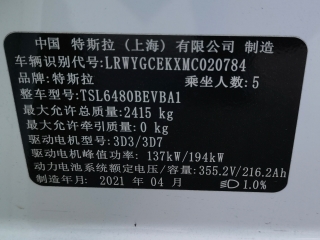 中国 特斯拉(上海)有限公司 制造
车辆识别代号:LRWYGCEKXMC020784
品牌:特斯拉 乘坐人数:5
整车型号:TSL6480BEVBA1
最大允许总质量:2415 kg
最大允许牵引质量:0 kg
驱动电机型号:3D3/3D7
驱动电机峰值功率:137kW/194kW
动力电池系统额定电压/容量:355.2V/216.2Ah
制造年月:2021 年 04 月 1.0%